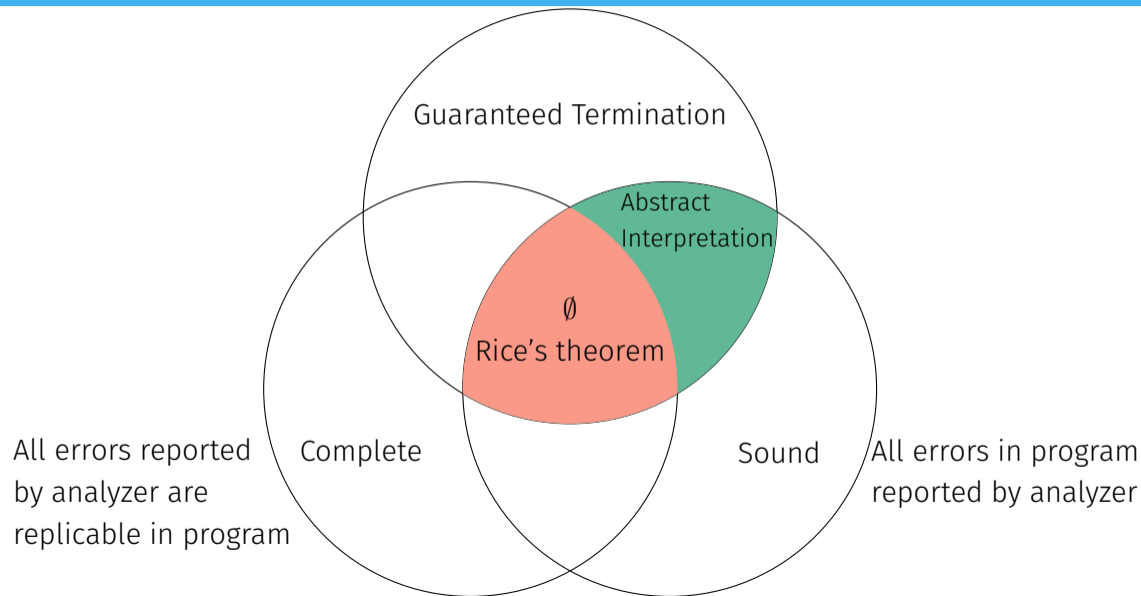 Guaranteed Termination
Abstract
Interpretation
∅
Rice’s theorem
All errors reported
by analyzer are
replicable in program
Complete
Sound
All errors in program
reported by analyzer